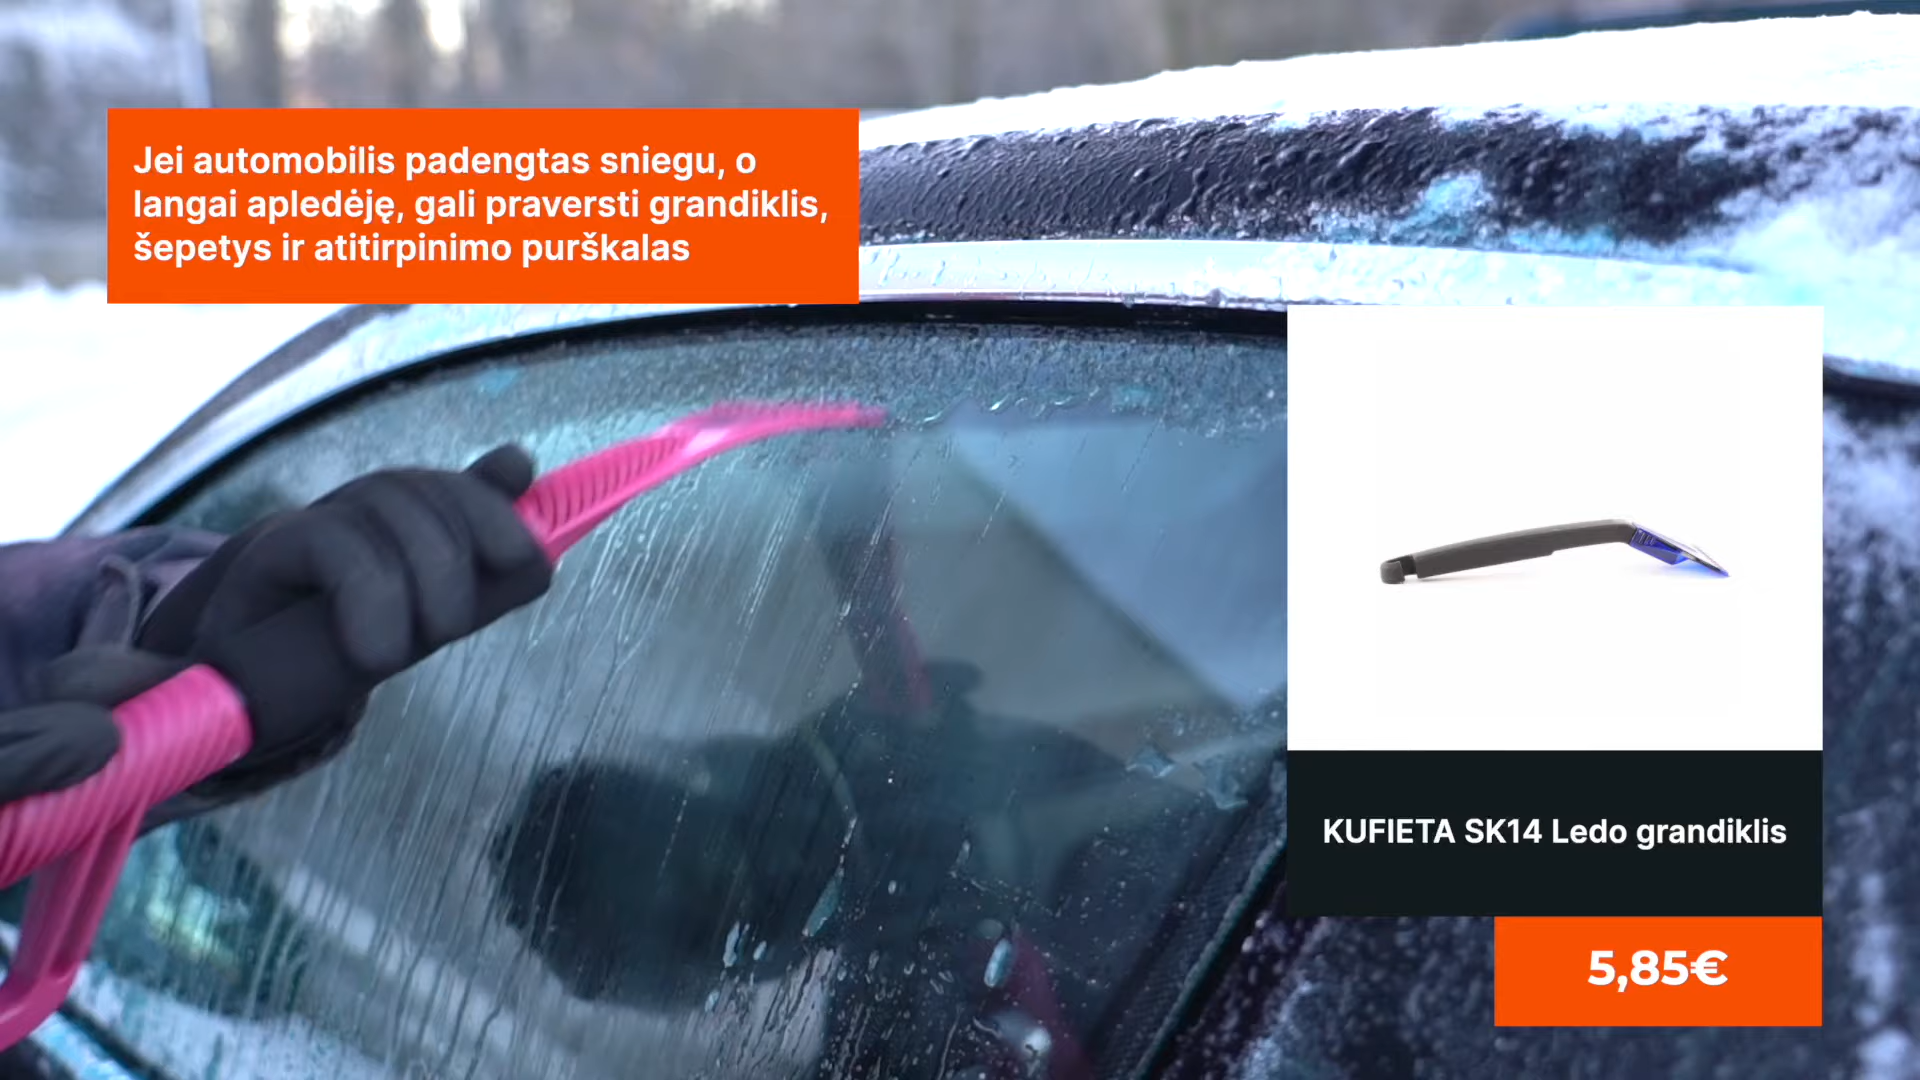 Jei automobilis padengtas sniegu, o
langai apledėję, gali praversti grandiklis,
šepetys ir atitirpinimo purškalas
KUFIETA SK14 Ledo grandiklis
5,85€